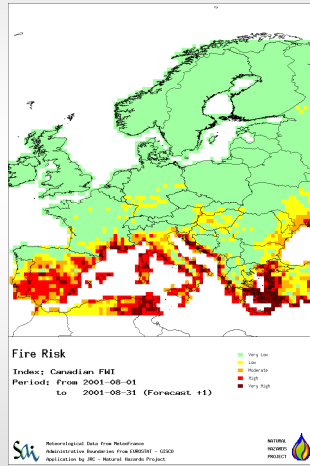 Fire Risk
Index: Canadian FWI
Period: from 2001-08-01
to 2001-08-31 (Forecast +1)
Very Low
Low
Moderate
High
Very High
Sai
Meteorological Data from MeteoFrance
Administrative Boundaries from EUROSTAT - GISCO
Application by JRC - Natural Hazards Project
NATURAL
HAZARDS
PROJECT